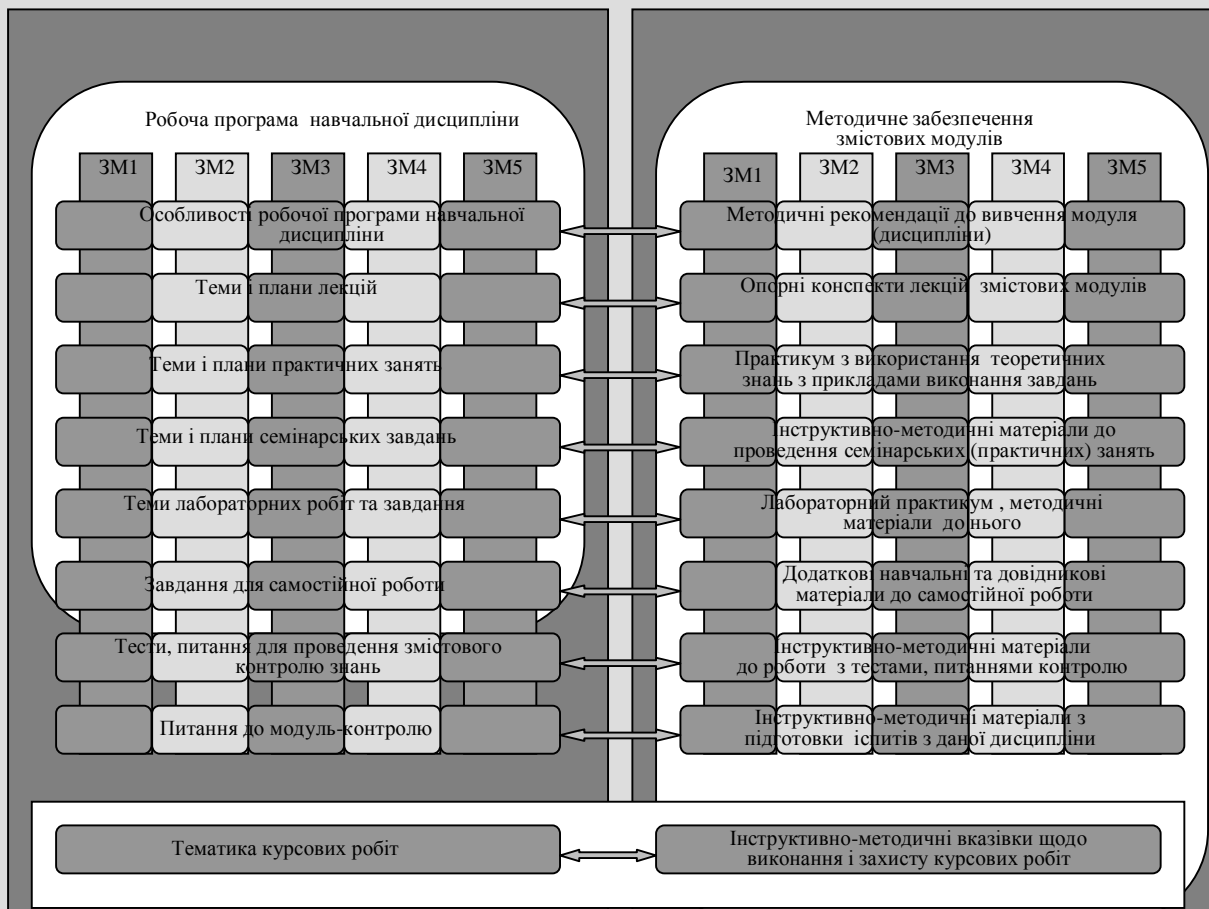 Робоча програма навчальної дисципліни
ЗМ1 ЗМ2 ЗМ3 ЗМ4 ЗМ5
Особливості робочої програми навчальної
дисципліни
Теми і плани лекцій
Теми і плани практичних занять
Теми і плани семінарських завдань
Теми лабораторних робіт та завдання
Завдання для самостійної роботи
Тести, питання для проведення змістового
контролю знань
Питання до модуль-контролю
Методичне забезпечення
змістових модулів
ЗМ1 ЗМ2 ЗМ3 ЗМ4 ЗМ5
Методичні рекомендації до вивчення модуля
(дисципліни)
Опорні конспекти лекцій змістових модулів
Практикум з використання теоретичних
знань з прикладами виконання завдань
Інструктивно-методичні матеріали до
проведення семінарських (практичних) занять
Лабораторний практикум , методичні
матеріали до нього
Додаткові навчальні та довідникові
матеріали до самостійної роботи
Інструктивно-методичні матеріали
до роботи з тестами, питаннями контролю
Інструктивно-методичні матеріали з
підготовки іспитів з даної дисципліни
Тематика курсових робіт
Інструктивно-методичні вказівки щодо
виконання і захисту курсових робіт